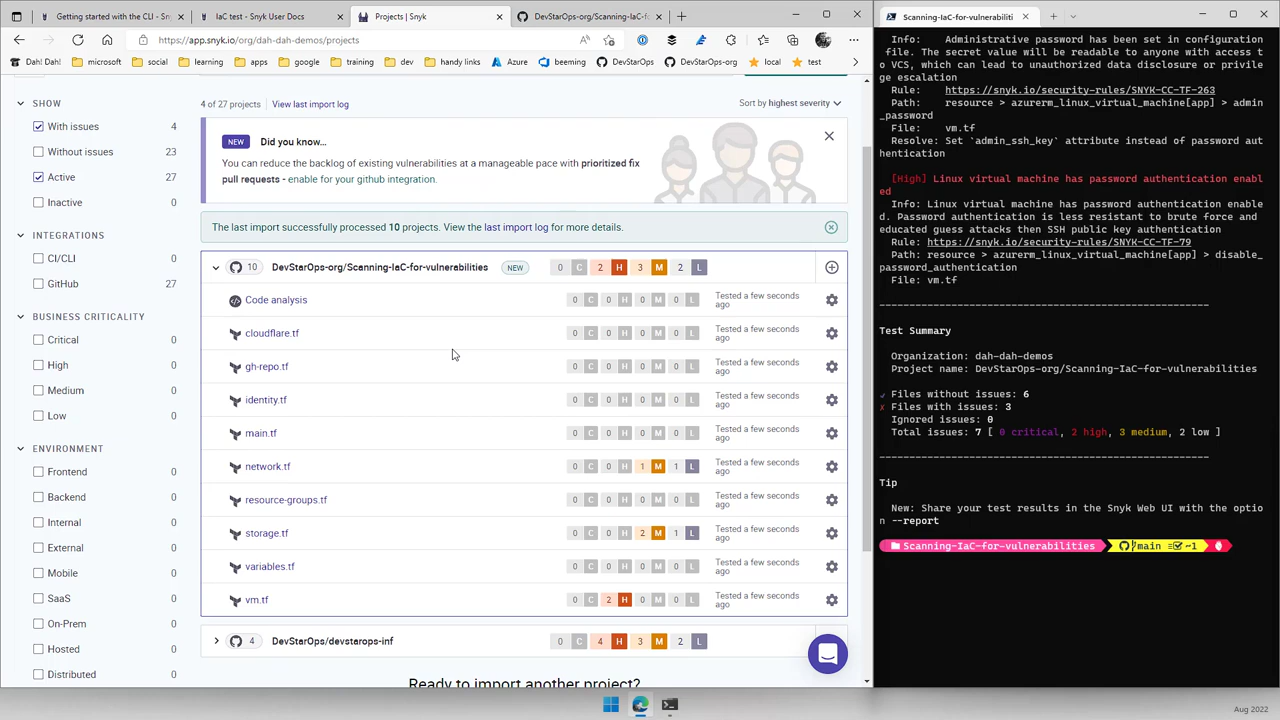 Getting started with the CLI - S
IaC test - Snyk User Docs
Projects | Snyk
DevStarOps-org/Scanning-IaC-fo
https://app.snyk.io/org/dah-dah-demos/projects
Dah! Dah!
microsoft
social
learning
apps
google
training
dev
handy links
Azure
beeming
DevStarOps
DevStarOps-org
star
test
SHOW
With issues 4
Without issues 23
Active 27
Inactive 0
INTEGRATIONS
CI/CLI 0
GitHub 27
BUSINESS CRITICALITY
Critical 0
High 0
Medium 0
Low 0
ENVIRONMENT
Frontend 0
Backend 0
Internal 0
External 0
Mobile 0
SaaS 0
On-Prem 0
Hosted 0
Distributed 0
4 of 27 projects View last import log Sort by highest severity
NEW Did you know...
You can reduce the backlog of existing vulnerabilities at a manageable pace with prioritized fix
pull requests - enable for your github integration.
The last import successfully processed 10 projects. View the last import log for more details.
10 DevStarOps-org/Scanning-IaC-for-vulnerabilities NEW 0 C 2 H 3 M 2 L
Code analysis 0 C 0 H 0 M 0 L Tested a few seconds ago
cloudflare.tf 0 C 0 H 0 M 0 L Tested a few seconds ago
gh-repo.tf 0 C 0 H 0 M 0 L Tested a few seconds ago
identity.tf 0 C 0 H 0 M 0 L Tested a few seconds ago
main.tf 0 C 0 H 0 M 0 L Tested a few seconds ago
network.tf 0 C 0 H 1 M 1 L Tested a few seconds ago
resource-groups.tf 0 C 0 H 0 M 0 L Tested a few seconds ago
storage.tf 0 C 0 H 2 M 1 L Tested a few seconds ago
variables.tf 0 C 0 H 0 M 0 L Tested a few seconds ago
vm.tf 0 C 2 H 0 M 0 L Tested a few seconds ago
4 DevStarOps/devstarops-inf 0 C 4 H 3 M 2 L
Ready to import another project?
Scanning-IaC-for-vulnerabiliti
Info: Administrative password has been set in configuration
file. The secret value will be readable to anyone with access t
o VCS, which can lead to unauthorized data disclosure or privile
ge escalation
Rule: https://snyk.io/security-rules/SNYK-CC-TF-263
Path: resource > azurerm_linux_virtual_machine[app] > admin
_password
File: vm.tf
Resolve: Set `admin_ssh_key` attribute instead of password aut
hentication
[High] Linux virtual machine has password authentication enabl
ed
Info: Linux virtual machine has password authentication enable
d. Password authentication is less resistant to brute force and
educated guess attacks then SSH public key authentication
Rule: https://snyk.io/security-rules/SNYK-CC-TF-79
Path: resource > azurerm_linux_virtual_machine[app] > disable_
password_authentication
File: vm.tf
-------------------------------------------------------
Test Summary
Organization: dah-dah-demos
Project name: DevStarOps-org/Scanning-IaC-for-vulnerabilities
✓ Files without issues: 6
✗ Files with issues: 3
Ignored issues: 0
Total issues: 7 [ 0 critical, 2 high, 3 medium, 2 low ]
-------------------------------------------------------
Tip
New: Share your test results in the Snyk Web UI with the optio
n --report
Scanning-IaC-for-vulnerabilities main ≡ ~1
Aug 2022